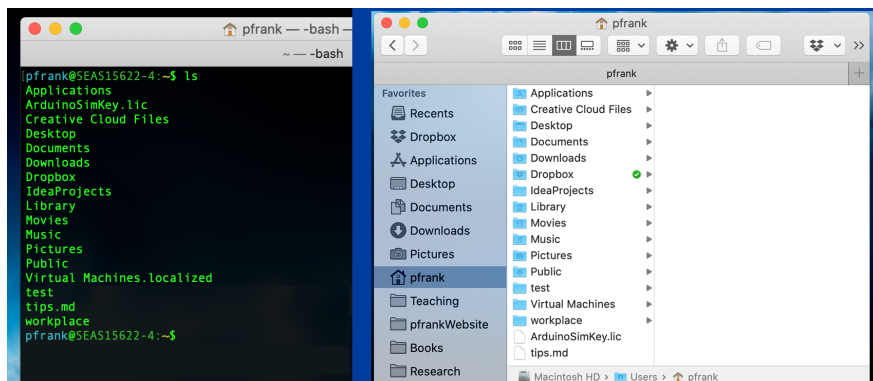 pfrank — -bash —
~ — -bash
pfrank@SEAS15622-4:~$ ls
Applications
ArduinoSimKey.lic
Creative Cloud Files
Desktop
Documents
Downloads
Dropbox
IdeaProjects
Library
Movies
Music
Pictures
Public
Virtual Machines.localized
test
tips.md
workplace
pfrank@SEAS15622-4:~$
pfrank
pfrank
Favorites
Recents
Dropbox
Applications
Desktop
Documents
Downloads
Pictures
pfrank
Teaching
pfrankWebsite
Books
Research
Applications
Creative Cloud Files
Desktop
Documents
Downloads
Dropbox
IdeaProjects
Library
Movies
Music
Pictures
Public
test
Virtual Machines
workplace
ArduinoSimKey.lic
tips.md
Macintosh HD › Users › pfrank